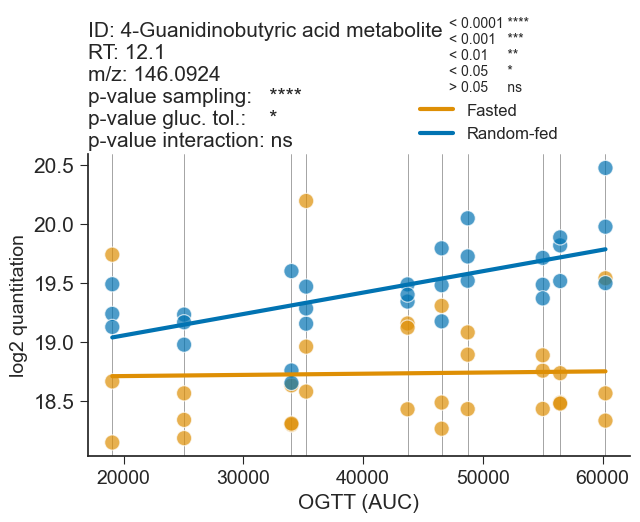 ID: 4-Guanidinobutyric acid metabolite
RT: 12.1
m/z: 146.0924
p-value sampling: ****
p-value gluc. tol.: *
p-value interaction: ns
< 0.0001 ****
< 0.001 ***
< 0.01 **
< 0.05 *
> 0.05 ns
Fasted
Random-fed
20.5
20.0
19.5
19.0
18.5
log2 quantitation
20000 30000 40000 50000 60000
OGTT (AUC)